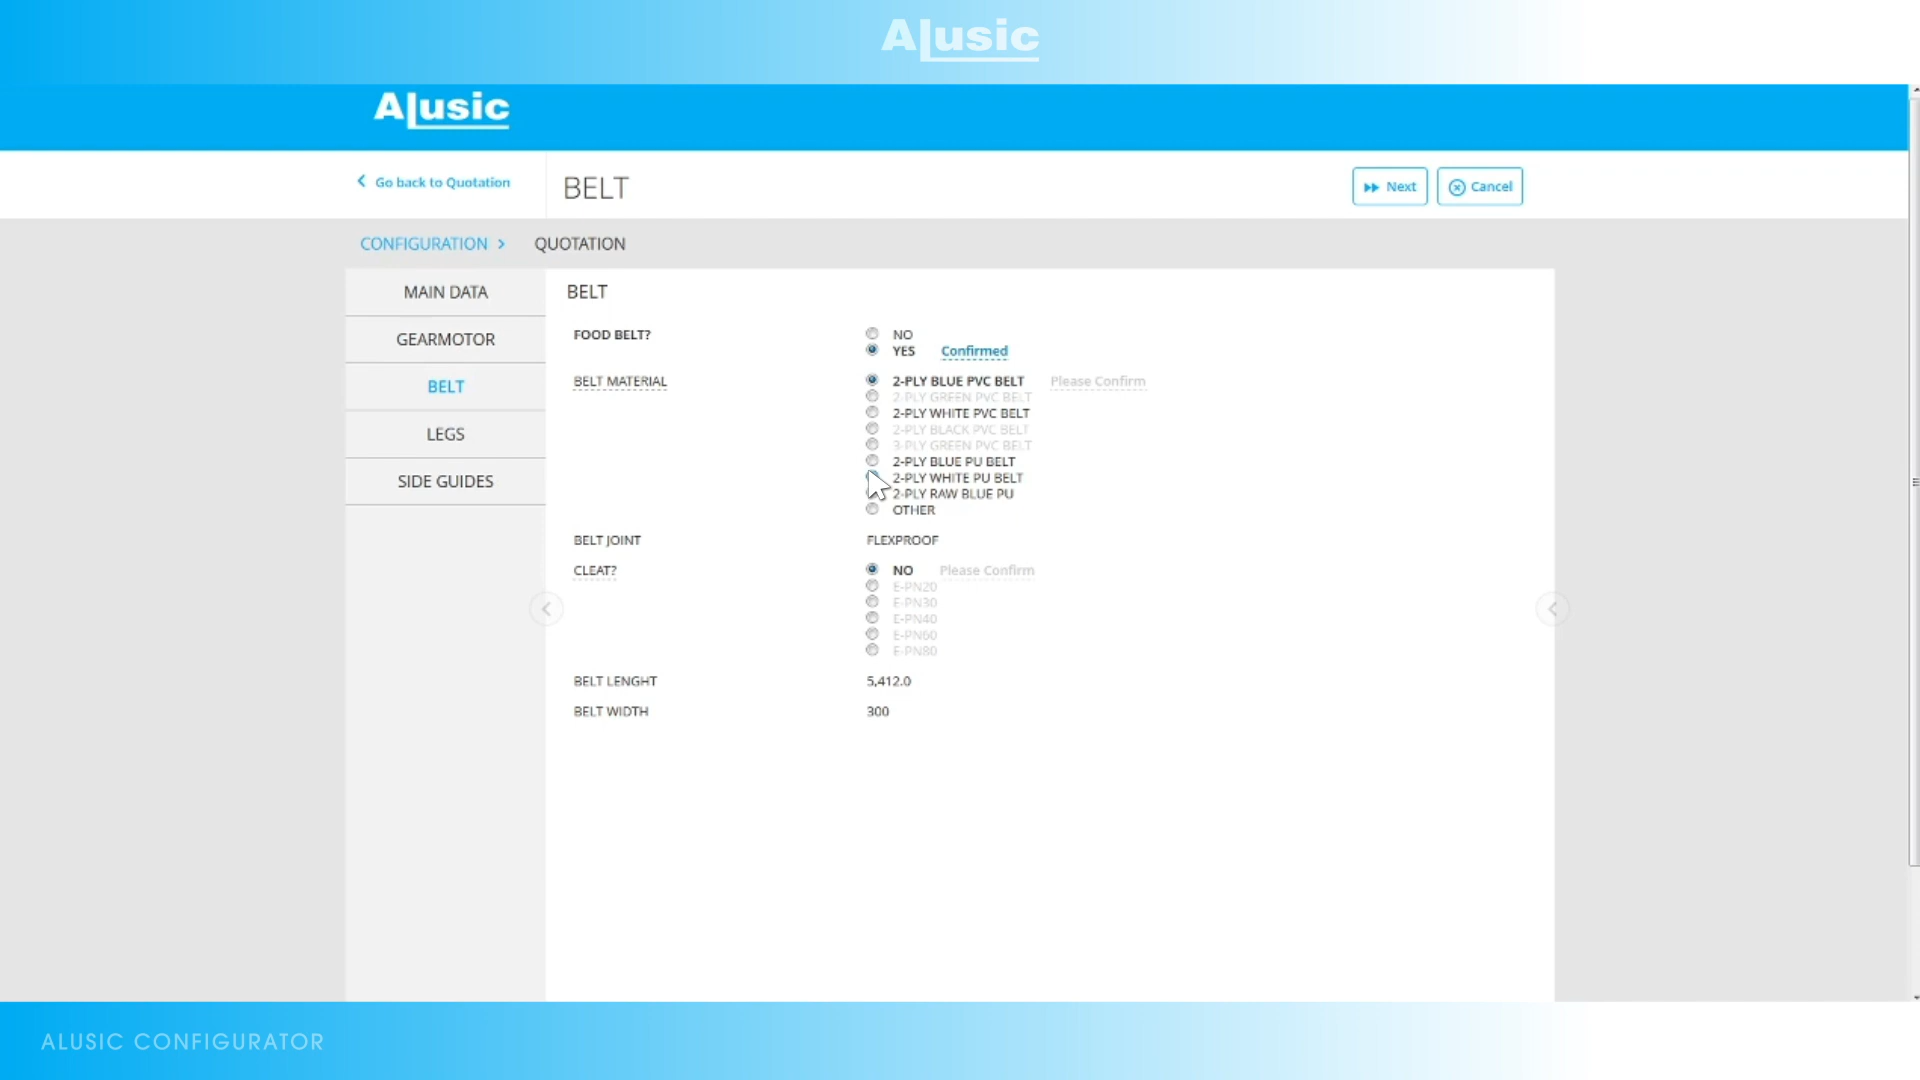 Alusic
Alusic
Go back to Quotation
BELT
Next
Cancel
CONFIGURATION
QUOTATION
MAIN DATA
GEARMOTOR
BELT
LEGS
SIDE GUIDES
BELT
FOOD BELT?
NO
YES Confirmed
BELT MATERIAL
2-PLY BLUE PVC BELT Please Confirm
2-PLY GREEN PVC BELT
2-PLY WHITE PVC BELT
2-PLY BLACK PVC BELT
3-PLY GREEN PVC BELT
2-PLY BLUE PU BELT
2-PLY WHITE PU BELT
2-PLY RAW BLUE PU
OTHER
BELT JOINT FLEXPROOF
CLEAT? NO Please Confirm
E-PN20
E-PN30
E-PN40
E-PN60
E-PN80
BELT LENGHT 5,412.0
BELT WIDTH 300
ALUSIC CONFIGURATOR